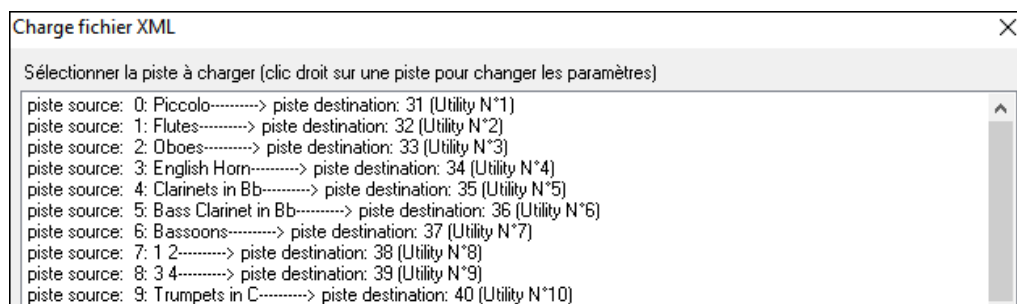 Charge fichier XML
Sélectionner la piste à charger (clic droit sur une piste pour changer les paramètres)
piste source:  0: Piccolo---------> piste destination: 31 (Utility N°1)
piste source:  1: Flutes---------> piste destination: 32 (Utility N°2)
piste source:  2: Oboes---------> piste destination: 33 (Utility N°3)
piste source:  3: English Horn---------> piste destination: 34 (Utility N°4)
piste source:  4: Clarinets in Bb---------> piste destination: 35 (Utility N°5)
piste source:  5: Bass Clarinet in Bb---------> piste destination: 36 (Utility N°6)
piste source:  6: Bassoons---------> piste destination: 37 (Utility N°7)
piste source:  7: 1 2---------> piste destination: 38 (Utility N°8)
piste source:  8: 3 4---------> piste destination: 39 (Utility N°9)
piste source:  9: Trumpets in C---------> piste destination: 40 (Utility N°10)